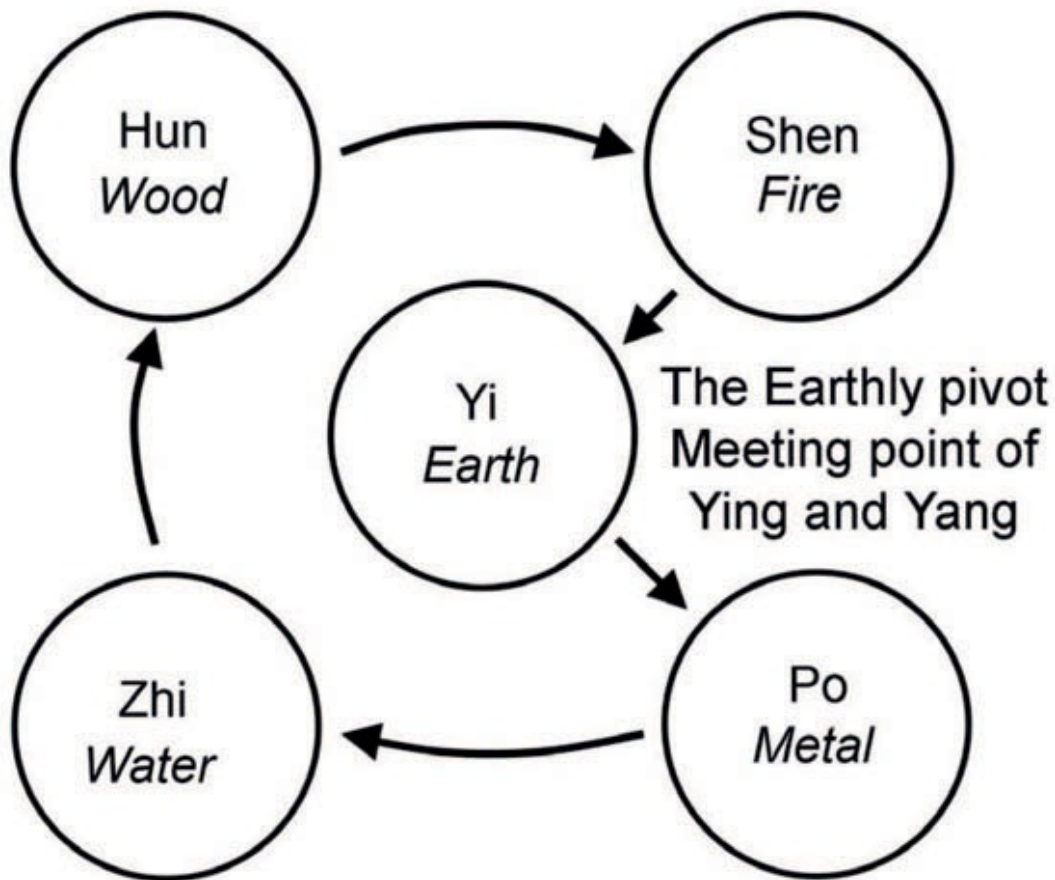 Hun
Wood
Shen
Fire
Yi
Earth
The Earthly pivot
Meeting point of
Ying and Yang
Zhi
Water
Po
Metal